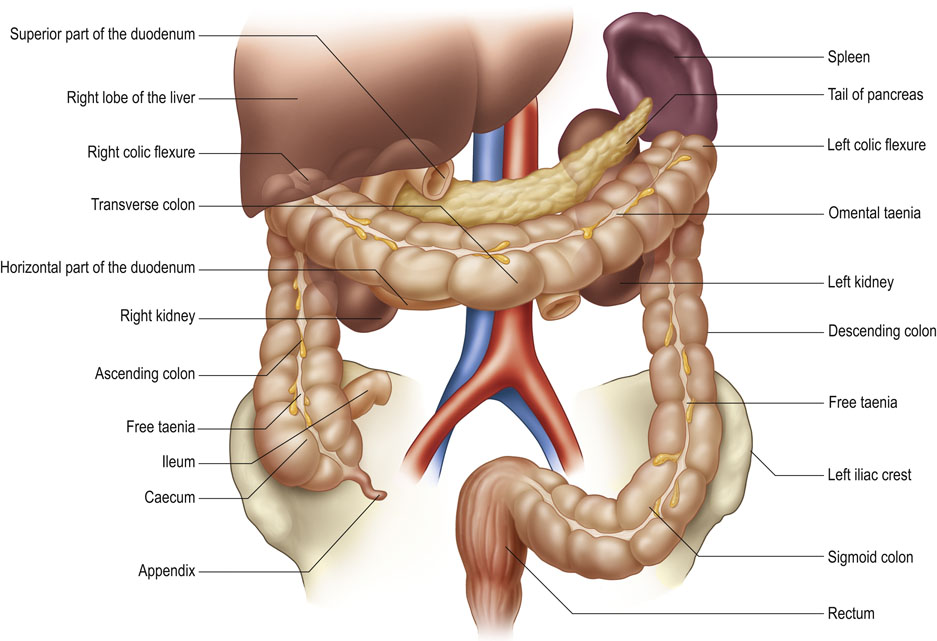 Superior part of the duodenum
Right lobe of the liver
Right colic flexure
Transverse colon
Horizontal part of the duodenum
Right kidney
Ascending colon
Free taenia
Ileum
Caecum
Appendix
Spleen
Tail of pancreas
Left colic flexure
Omental taenia
Left kidney
Descending colon
Free taenia
Left iliac crest
Sigmoid colon
Rectum